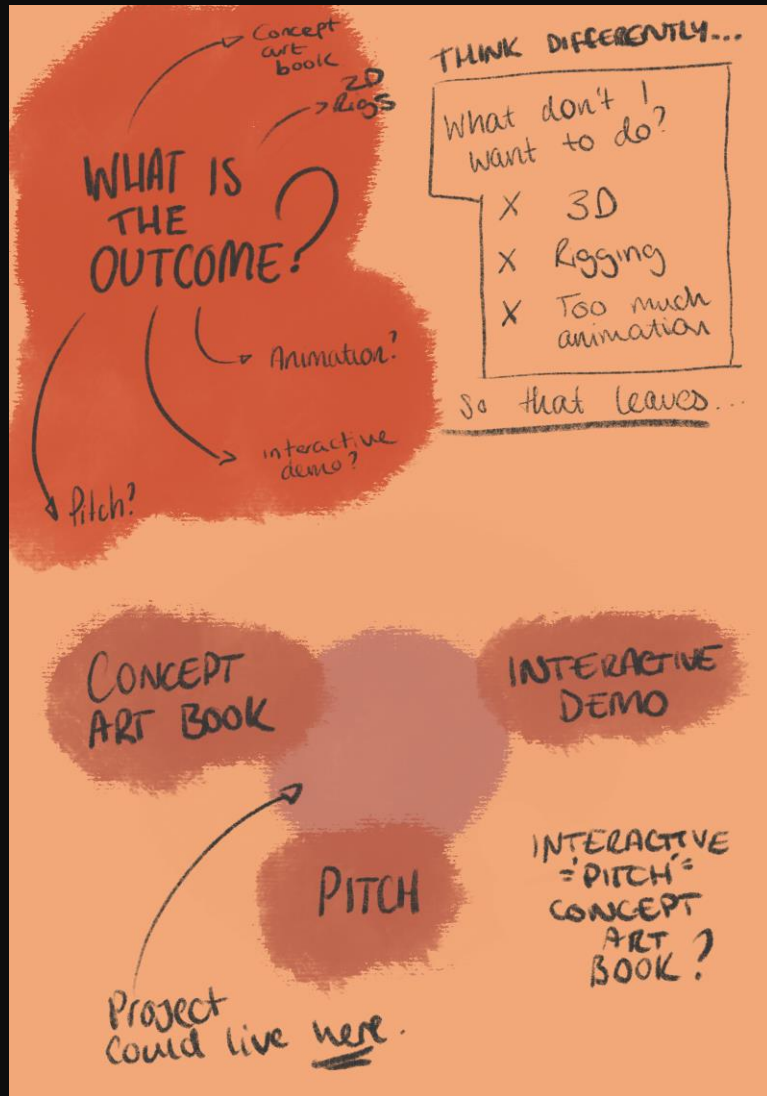 Concept
art
book
2D
Rigs
WHAT IS
THE
OUTCOME?
Animation?
interactive
demo?
Pitch?
THINK DIFFERENTLY...
What don't I
want to do?
X 3D
X Rigging
X Too much
animation
So that leaves...
CONCEPT
ART BOOK
INTERACTIVE
DEMO
PITCH
Project
could live here.
INTERACTIVE
"PITCH"
CONCEPT
ART
BOOK?